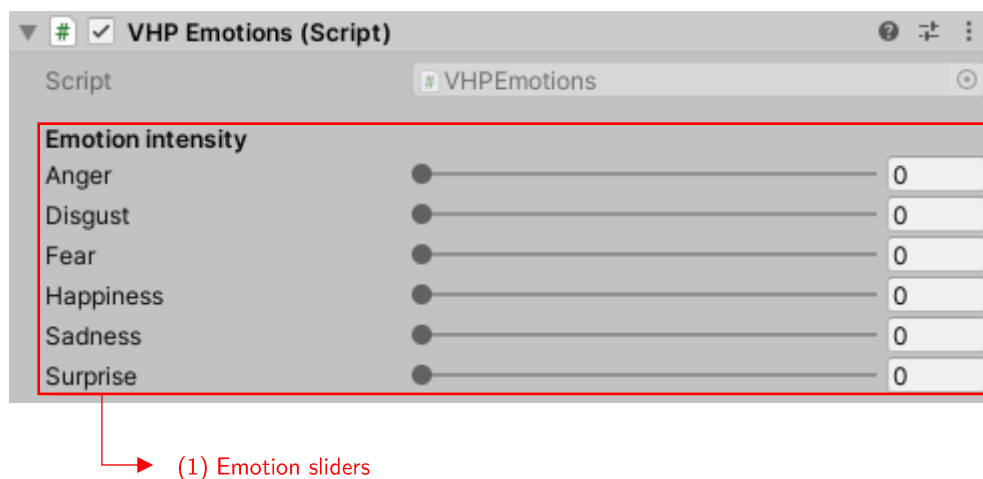 VHP Emotions (Script)
Script # VHPEmotions
Emotion intensity
Anger 0
Disgust 0
Fear 0
Happiness 0
Sadness 0
Surprise 0
(1) Emotion sliders